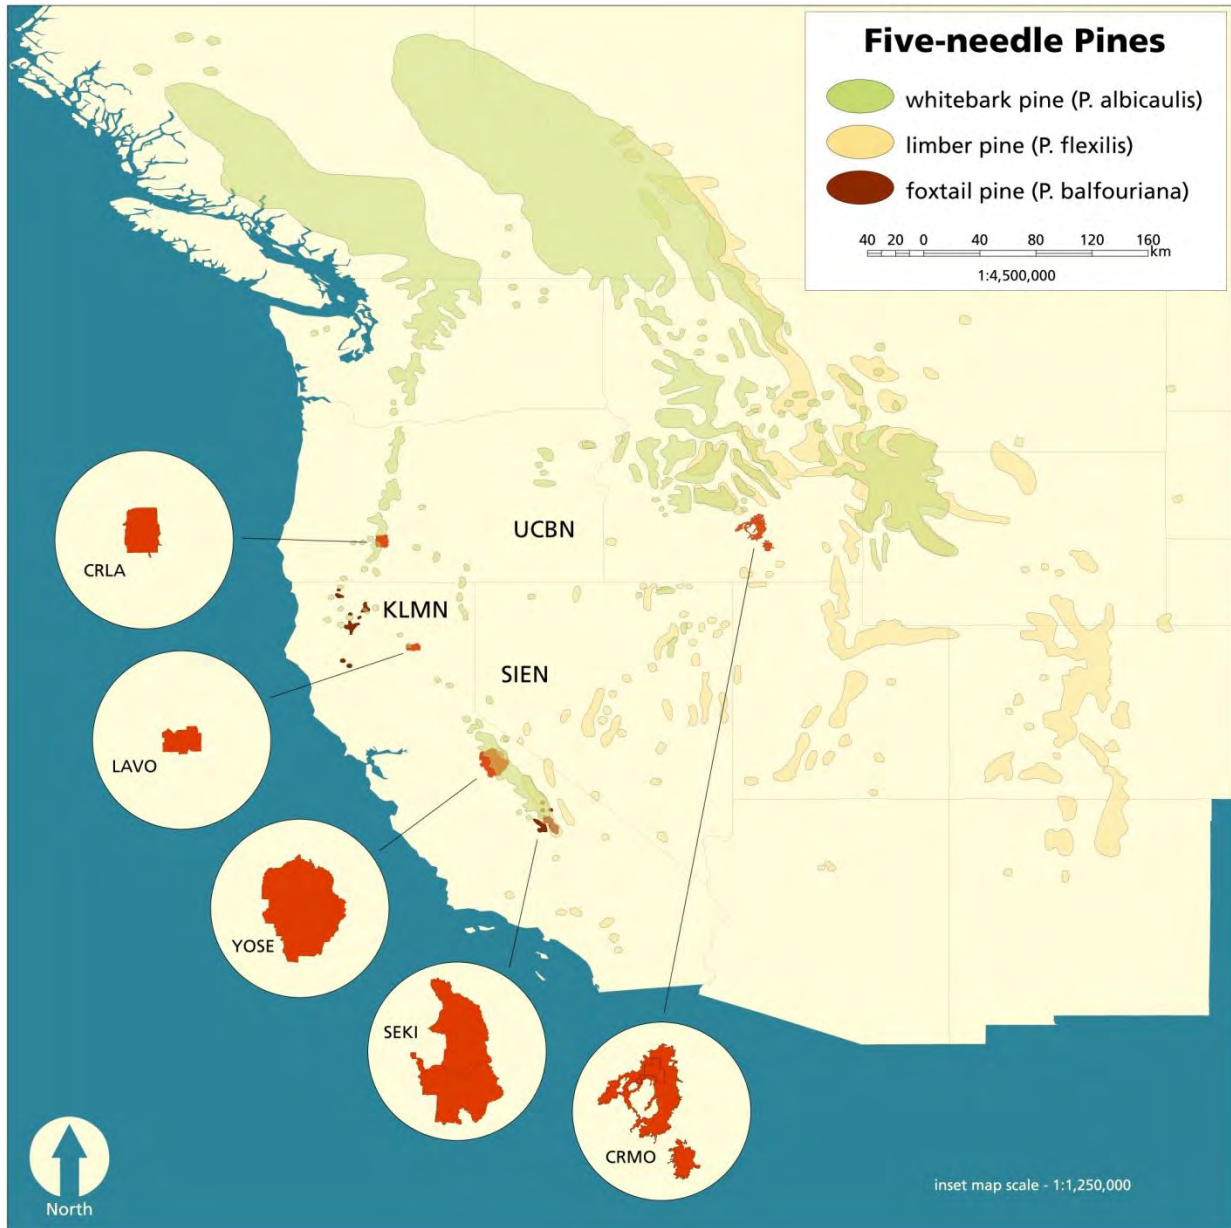 Five-needle Pines
whitebark pine (P. albicaulis)
limber pine (P. flexilis)
foxtail pine (P. balfouriana)
40 20 0 40 80 120 160
km
1:4,500,000
UCBN
CRLA
KLMN
SIEN
LAVO
YOSE
SEKI
CRMO
inset map scale - 1:1,250,000
North